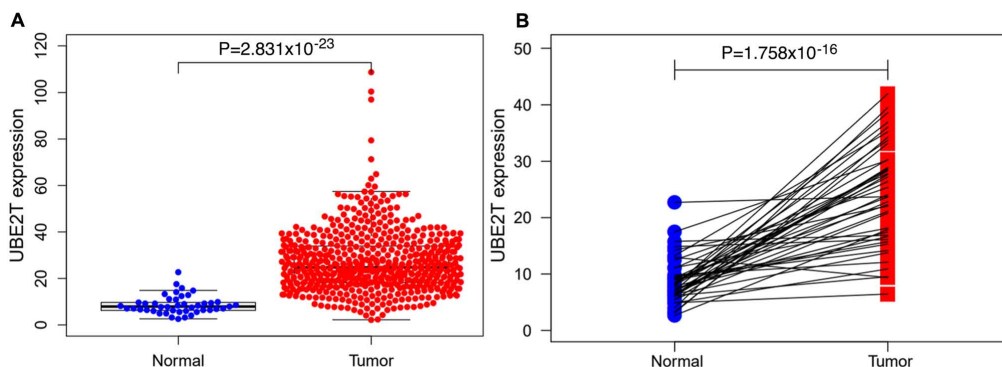 A
P=2.831x10-23
UBE2T expression
120
100
80
60
40
20
0
Normal Tumor
B
P=1.758x10-16
UBE2T expression
50
40
30
20
10
0
Normal Tumor